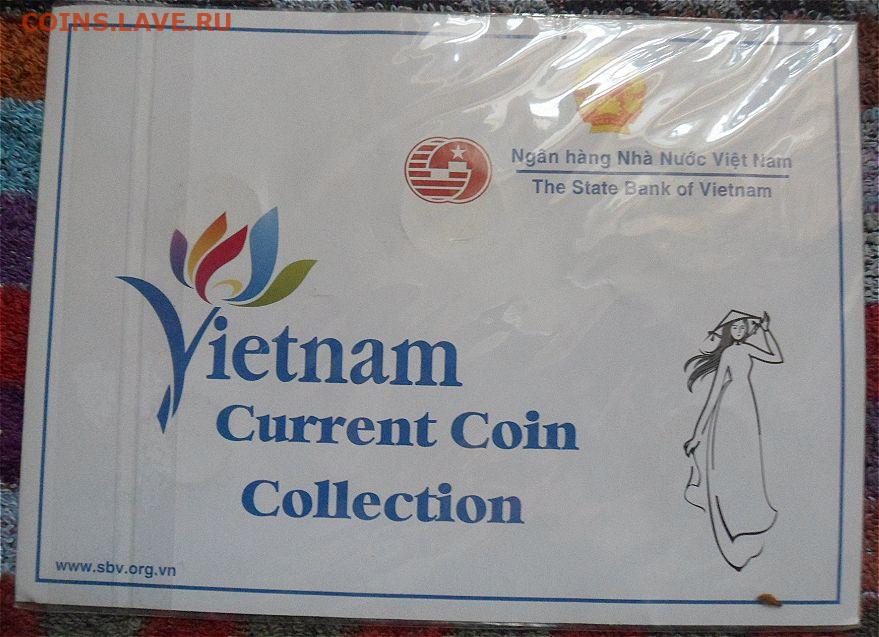 COINS.LAVE.RU
Ngân hàng Nhà Nước Việt Nam
The State Bank of Vietnam
Vietnam
Current Coin
Collection
www.sbv.org.vn